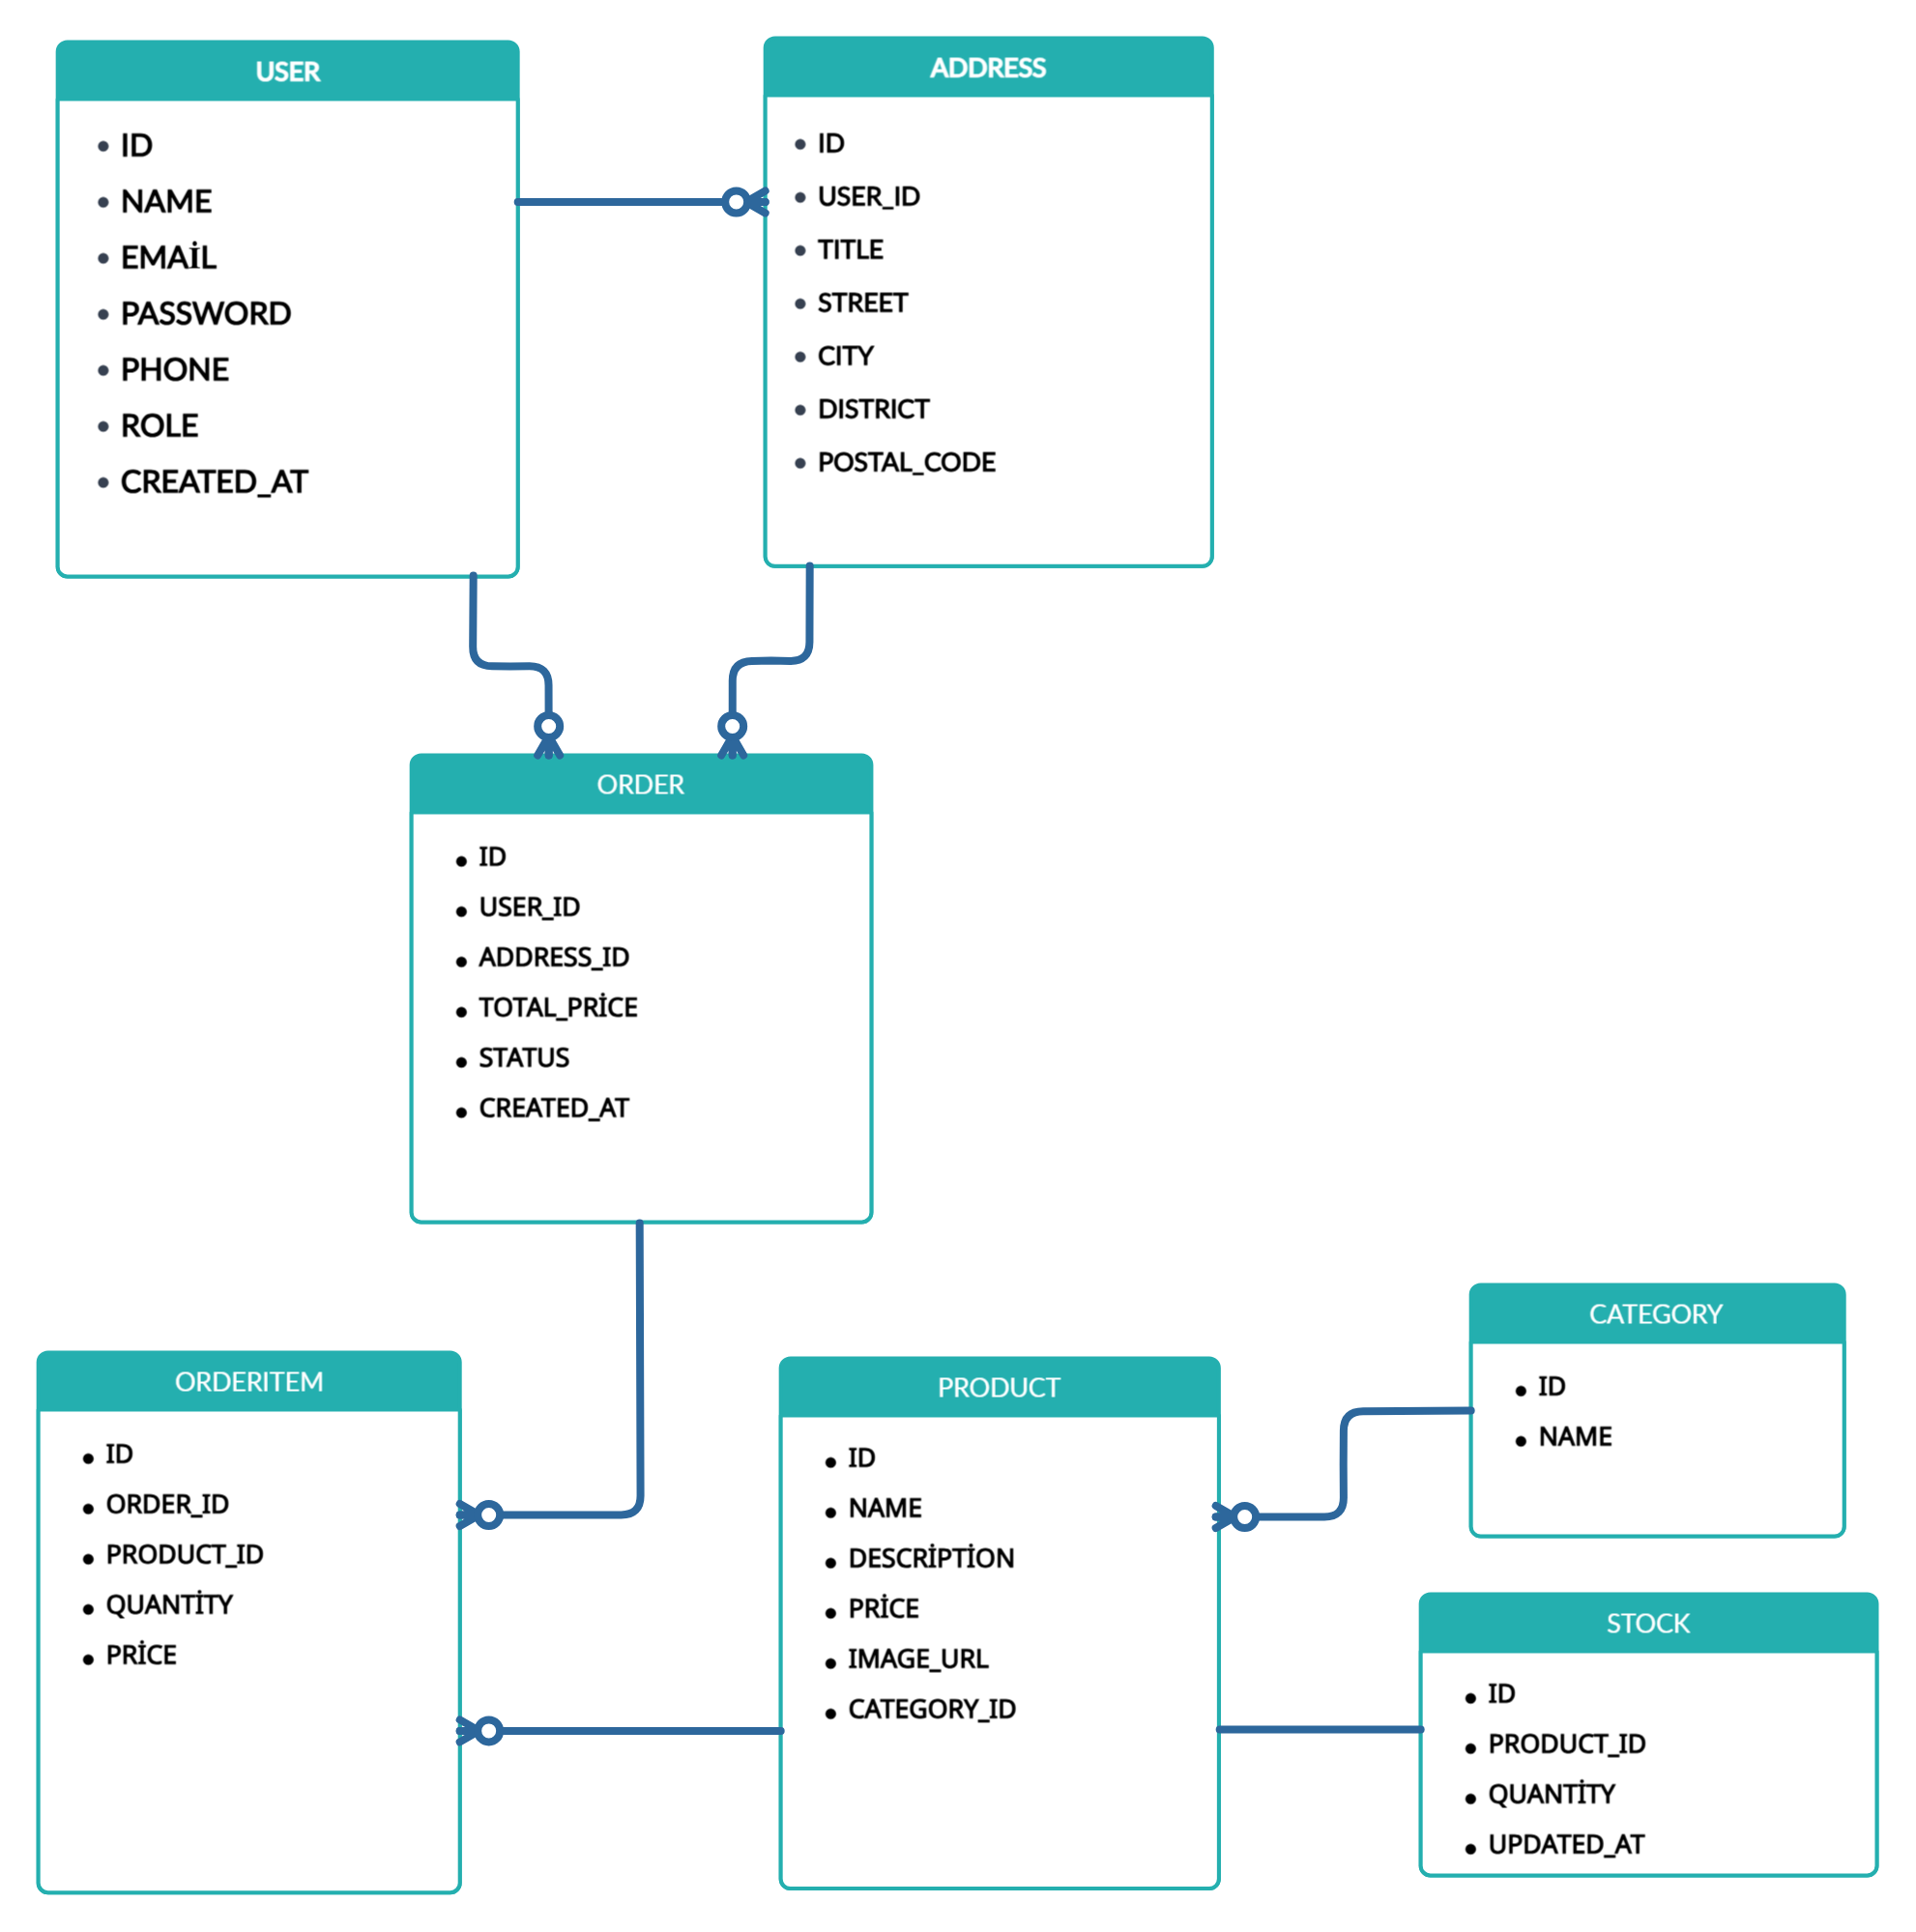 USER
ID
NAME
EMAİL
PASSWORD
PHONE
ROLE
CREATED_AT
ADDRESS
ID
USER_ID
TITLE
STREET
CITY
DISTRICT
POSTAL_CODE
ORDER
ID
USER_ID
ADDRESS_ID
TOTAL_PRİCE
STATUS
CREATED_AT
ORDERITEM
ID
ORDER_ID
PRODUCT_ID
QUANTİTY
PRİCE
PRODUCT
ID
NAME
DESCRİPTİON
PRİCE
IMAGE_URL
CATEGORY_ID
CATEGORY
ID
NAME
STOCK
ID
PRODUCT_ID
QUANTİTY
UPDATED_AT